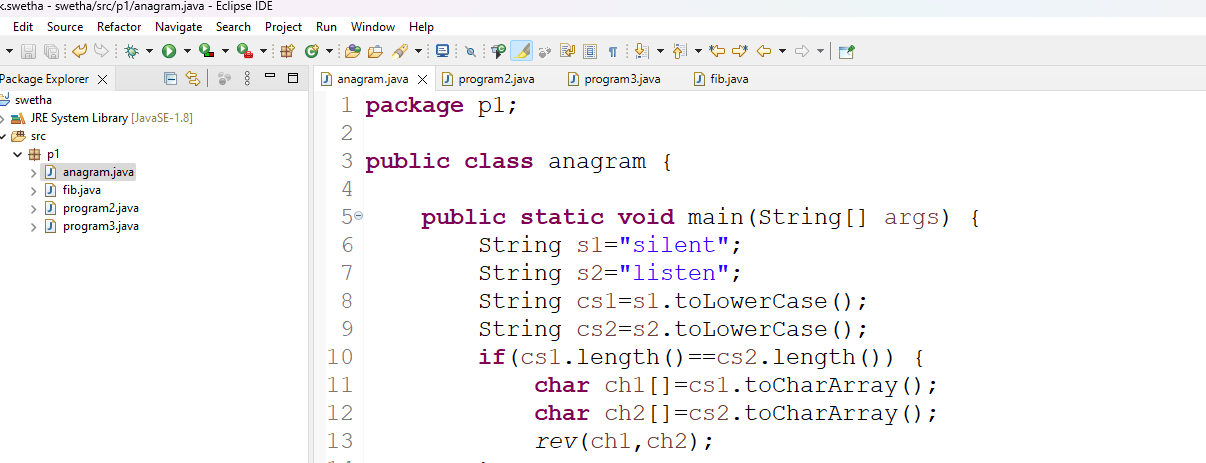 k.swetha - swetha/src/p1/anagram.java - Eclipse IDE
Edit Source Refactor Navigate Search Project Run Window Help
Package Explorer
anagram.java program2.java program3.java fib.java
swetha
JRE System Library [JavaSE-1.8]
src
p1
anagram.java
fib.java
program2.java
program3.java
1 package p1;
2
3 public class anagram {
4
5 public static void main(String[] args) {
6 String s1="silent";
7 String s2="listen";
8 String cs1=s1.toLowerCase();
9 String cs2=s2.toLowerCase();
10 if(cs1.length()==cs2.length()) {
11 char ch1[]=cs1.toCharArray();
12 char ch2[]=cs2.toCharArray();
13 rev(ch1,ch2);